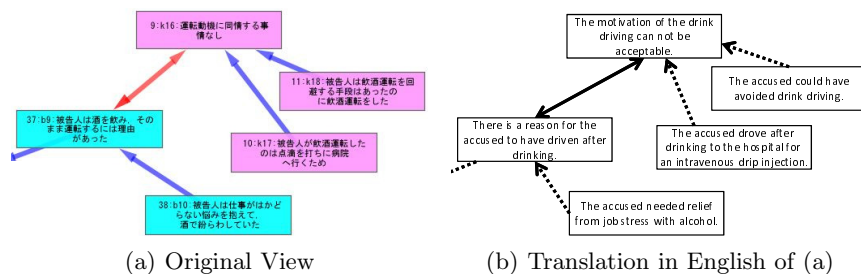 9:k16：運転動機に同情する事
情なし
11:k18：被告人は飲酒運転を回
避する手段はあったの
に飲酒運転をした
37:b9：被告人は酒を飲み，そ の
まま運転するには理由
があった
10:k17：被告人が飲酒運転した
のは点滴を打ちに病院
へ行くため
38:b10：被告人は仕事がはかど
らない悩みを抱えて，
酒で紛らわしていた
(a) Original View
The motivation of the drink
driving can not be
acceptable.
The accused could have
avoided drink driving.
There is a reason for the
accused to have driven after
drinking.
The accused drove after
drinking to the hospital for
an intravenous drip injection.
The accused needed relief
from job stress with alcohol.
(b) Translation in English of (a)